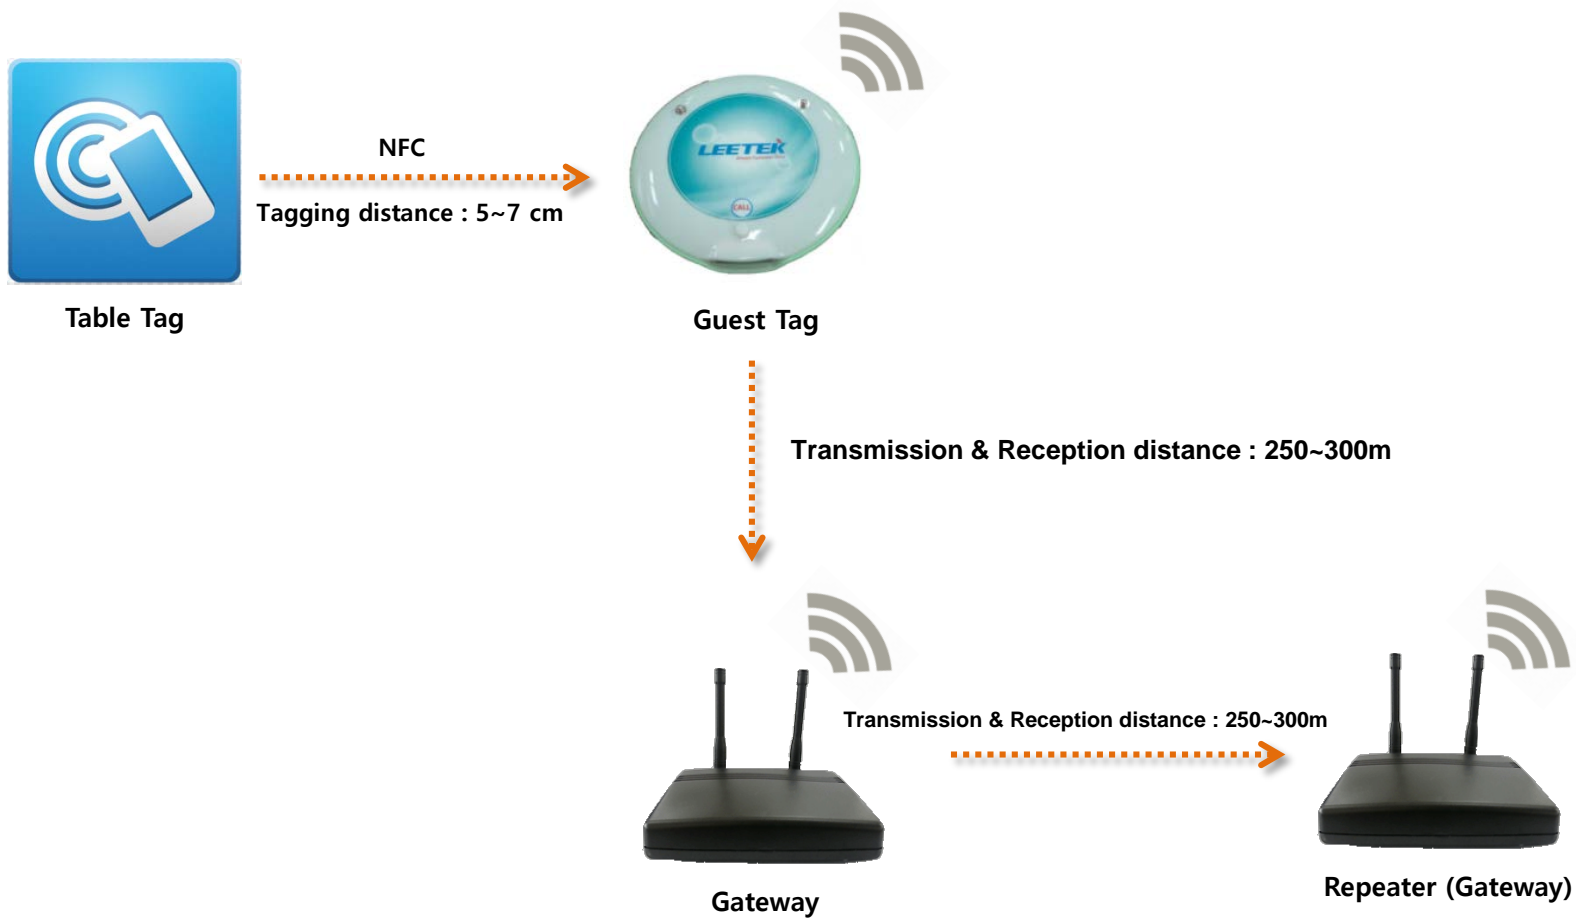 NFC
Tagging distance : 5~7 cm
LEETEK
CALL
Table Tag
Guest Tag
Transmission & Reception distance : 250~300m
Transmission & Reception distance : 250~300m
Gateway
Repeater (Gateway)